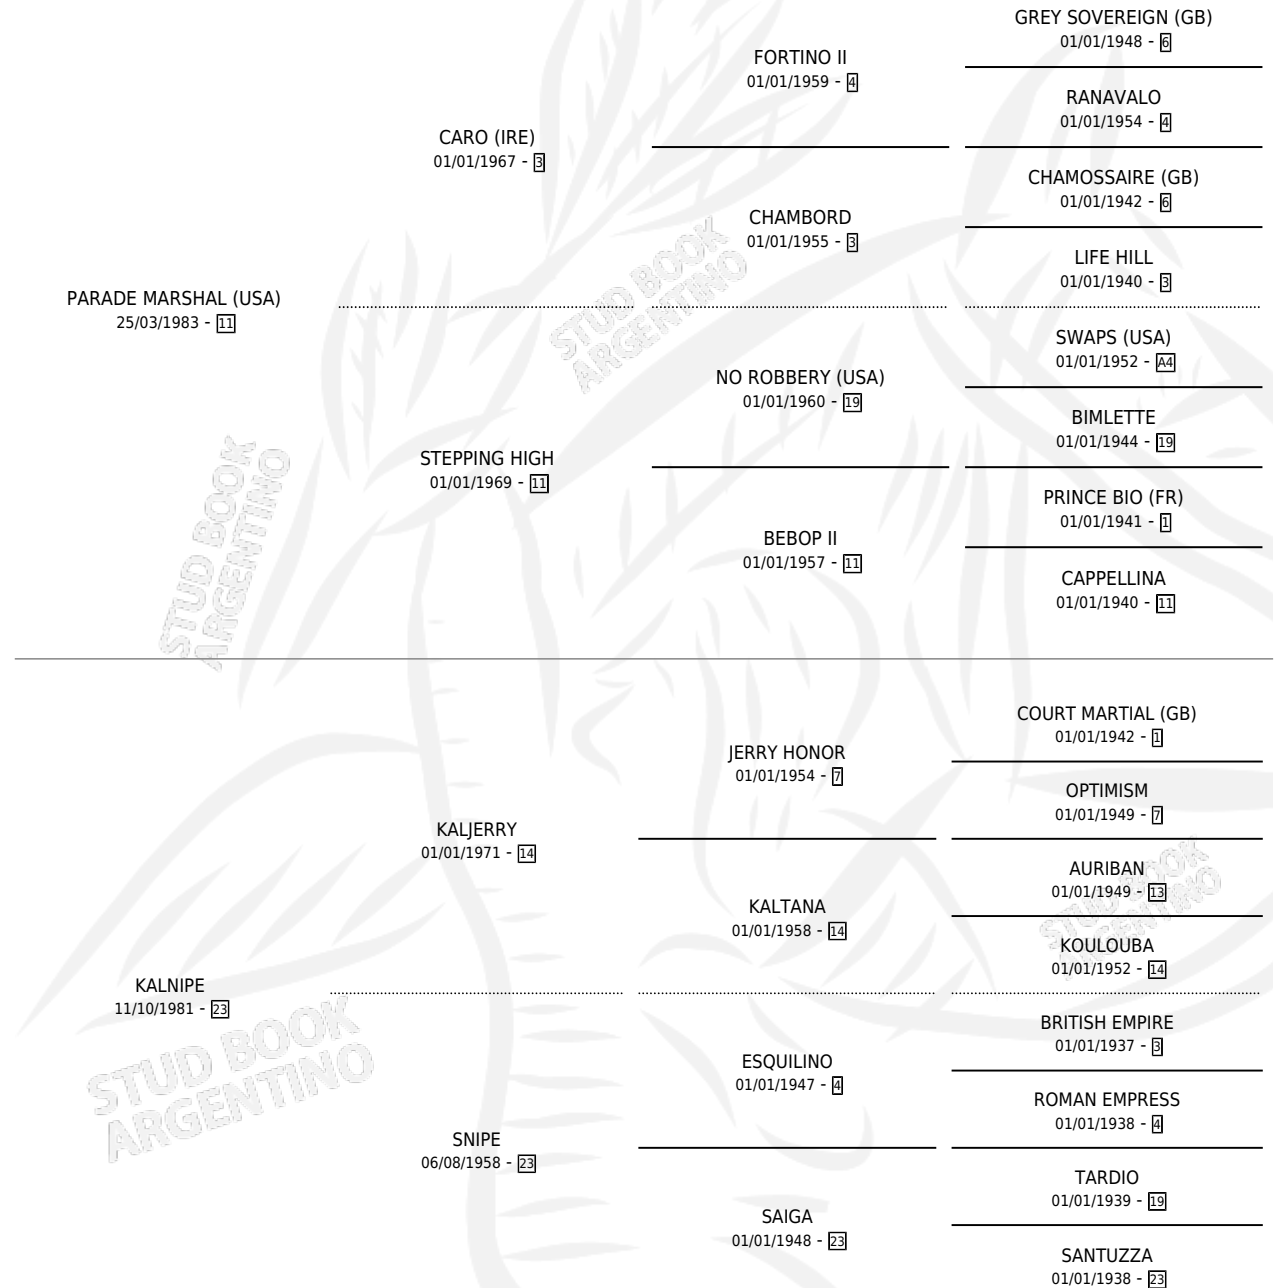 GREY SOVEREIGN (GB)
01/01/1948 - 6
FORTINO II
01/01/1959 - 4
RANAVALO
01/01/1954 - 4
CARO (IRE)
01/01/1967 - 3
CHAMOSSAIRE (GB)
01/01/1942 - 6
CHAMBORD
01/01/1955 - 3
LIFE HILL
01/01/1940 - 3
PARADE MARSHAL (USA)
25/03/1983 - 11
SWAPS (USA)
01/01/1952 - A4
NO ROBBERY (USA)
01/01/1960 - 19
BIMLETTE
01/01/1944 - 19
STEPPING HIGH
01/01/1969 - 11
PRINCE BIO (FR)
01/01/1941 - 1
BEBOP II
01/01/1957 - 11
CAPPELLINA
01/01/1940 - 11
COURT MARTIAL (GB)
01/01/1942 - 1
JERRY HONOR
01/01/1954 - 7
OPTIMISM
01/01/1949 - 7
KALJERRY
01/01/1971 - 14
AURIBAN
01/01/1949 - 13
KALTANA
01/01/1958 - 14
KOULOUBA
01/01/1952 - 14
KALNIPE
11/10/1981 - 23
BRITISH EMPIRE
01/01/1937 - 3
ESQUILINO
01/01/1947 - 4
ROMAN EMPRESS
01/01/1938 - 4
SNIPE
06/08/1958 - 23
TARDIO
01/01/1939 - 19
SAIGA
01/01/1948 - 23
SANTUZZA
01/01/1938 - 23
STUD BOOK
ARGENTINO
STUD BOOK
ARGENTINO
STUD BOOK
ARGENTINO
STUD BOOK
ARGENTINO